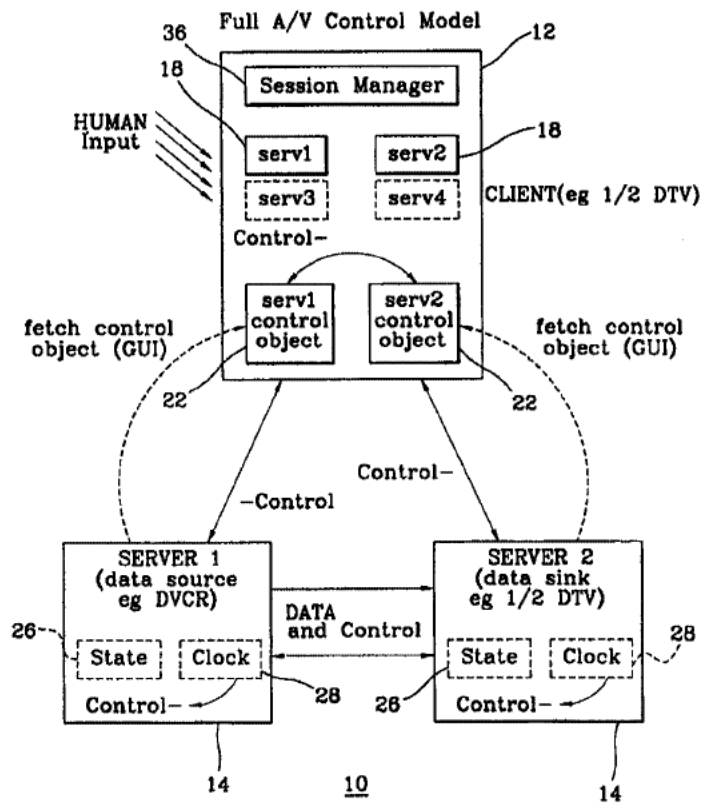 Full A/V Control Model
36
12
Session Manager
18
HUMAN
Input
serv1
serv2
18
serv3
serv4
CLIENT(eg 1/2 DTV)
Control-
serv1
control
object
serv2
control
object
fetch control
object (GUI)
fetch control
object (GUI)
22
22
Control-
-Control
SERVER 1
(data source
eg DVCR)
SERVER 2
(data sink
eg 1/2 DTV)
DATA
and Control
26
State
Clock
28
Control-
State
Clock
28
26
Control-
14
10
14